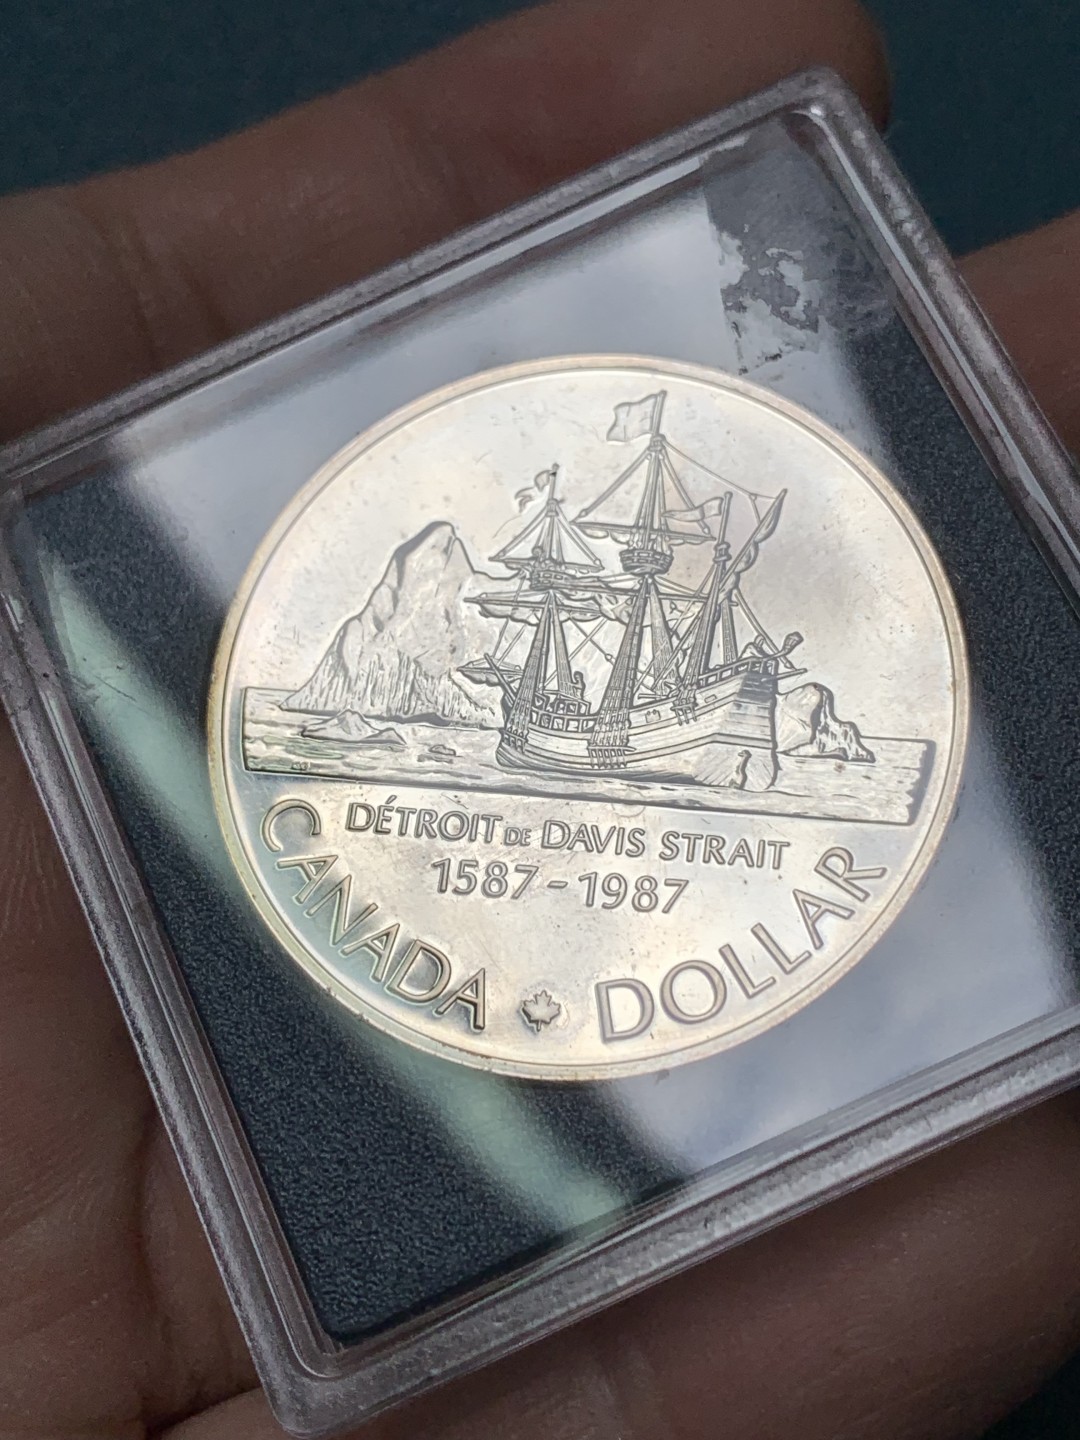 DÉTROIT DE DAVIS STRAIT
1587-1987
CANADA DOLLAR